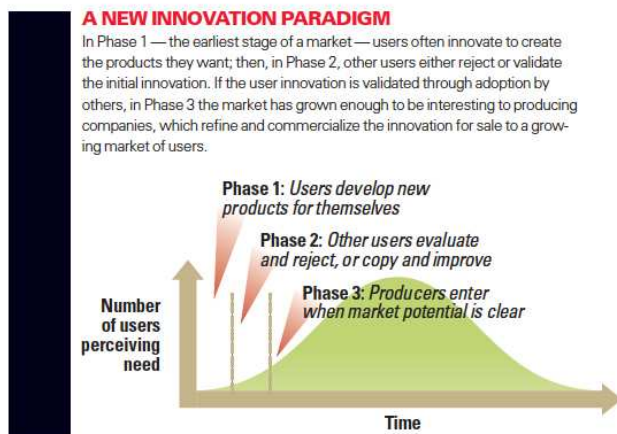 A NEW INNOVATION PARADIGM
In Phase 1 — the earliest stage of a market — users often innovate to create
the products they want; then, in Phase 2, other users either reject or validate
the initial innovation. If the user innovation is validated through adoption by
others, in Phase 3 the market has grown enough to be interesting to producing
companies, which refine and commercialize the innovation for sale to a grow-
ing market of users.
Phase 1: Users develop new
products for themselves
Phase 2: Other users evaluate
and reject, or copy and improve
Phase 3: Producers enter
when market potential is clear
Number
of users
perceiving
need
Time